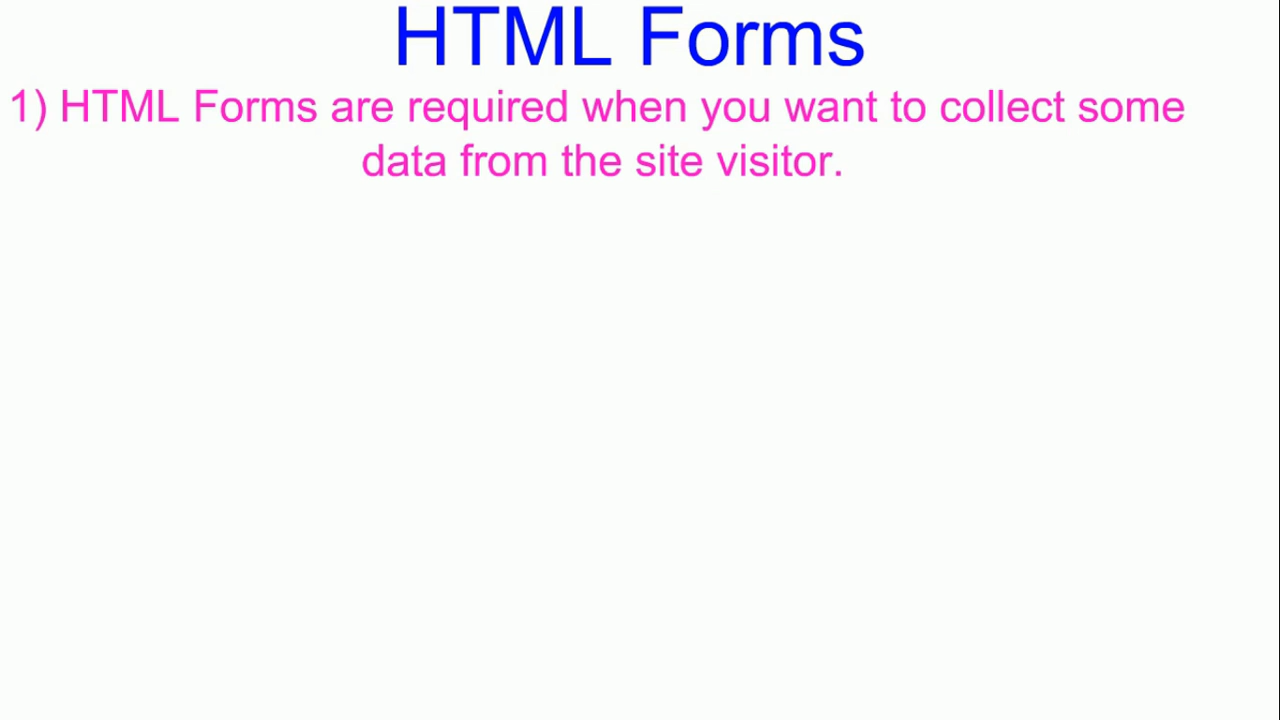 HTML Forms
1) HTML Forms are required when you want to collect some
data from the site visitor.